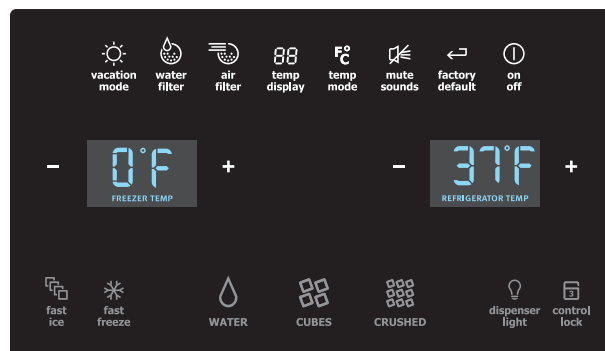 88 F° C
vacation mode
water filter
air filter
temp display
temp mode
mute sounds
factory default
on off
- 0°F + - 37°F +
FREEZER TEMP REFRIGERATOR TEMP
3
fast ice
fast freeze
WATER
CUBES
CRUSHED
dispenser light
control lock